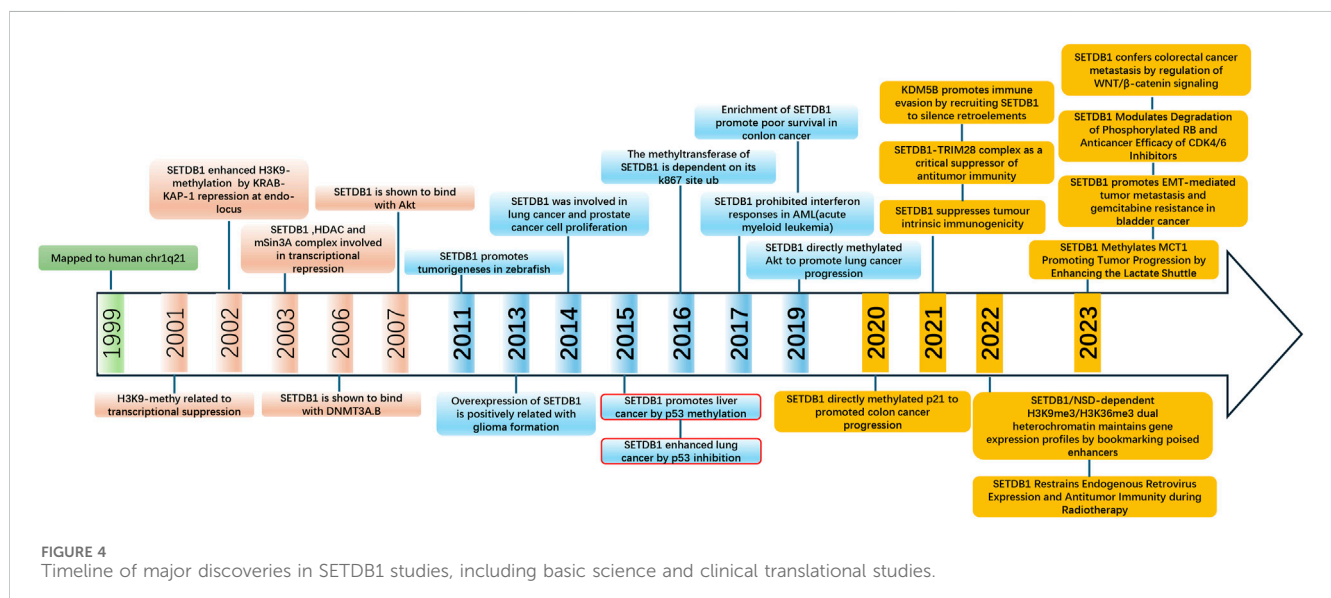 SETDB1 confers colorectal cancer
metastasis by regulation of
WNT/β-catenin signaling
KDM5B promotes immune
evasion by recruiting SETDB1
to silence retroelements
Enrichment of SETDB1
promote poor survival in
conlon cancer
SETDB1 Modulates Degradation
of Phosphorylated RB and
Anticancer Efficacy of CDK4/6
Inhibitors
SETDB1-TRIM28 complex as a
critical suppressor of
antitumor immunity
The methyltransferase of
SETDB1 is dependent on its
k867 site ub
SETDB1 enhanced H3K9-
methylation by KRAB-
KAP-1 repression at endo-
locus
SETDB1 is shown to bind
with Akt
SETDB1 was involved in
lung cancer and prostate
cancer cell proliferation
SETDB1 prohibited interferon
responses in AML(acute
myeloid leukemia)
SETDB1 suppresses tumour
intrinsic immunogenicity
SETDB1 promotes EMT-mediated
tumor metastasis and
gemcitabine resistance in
bladder cancer
Mapped to human chr1q21
SETDB1 ,HDAC and
mSin3A complex involved
in transcriptional
repression
SETDB1 promotes
tumorigeneses in zebrafish
SETDB1 directly methylated
Akt to promote lung cancer
progression
SETDB1 Methylates MCT1
Promoting Tumor Progression by
Enhancing the Lactate Shuttle
1999
2001
2002
2003
2006
2007
2011
2013
2014
2015
2016
2017
2019
2020
2021
2022
2023
H3K9-methy related to
transcriptional suppression
SETDB1 is shown to bind
with DNMT3A.B
Overexpression of SETDB1
is positively related with
glioma formation
SETDB1 promotes liver
cancer by p53 methylation
SETDB1 enhanced lung
cancer by p53 inhibition
SETDB1 directly methylated p21 to
promoted colon cancer
progression
SETDB1/NSD-dependent
H3K9me3/H3K36me3 dual
heterochromatin maintains gene
expression profiles by bookmarking poised
enhancers
SETDB1 Restrains Endogenous Retrovirus
Expression and Antitumor Immunity during
Radiotherapy
FIGURE 4
Timeline of major discoveries in SETDB1 studies, including basic science and clinical translational studies.